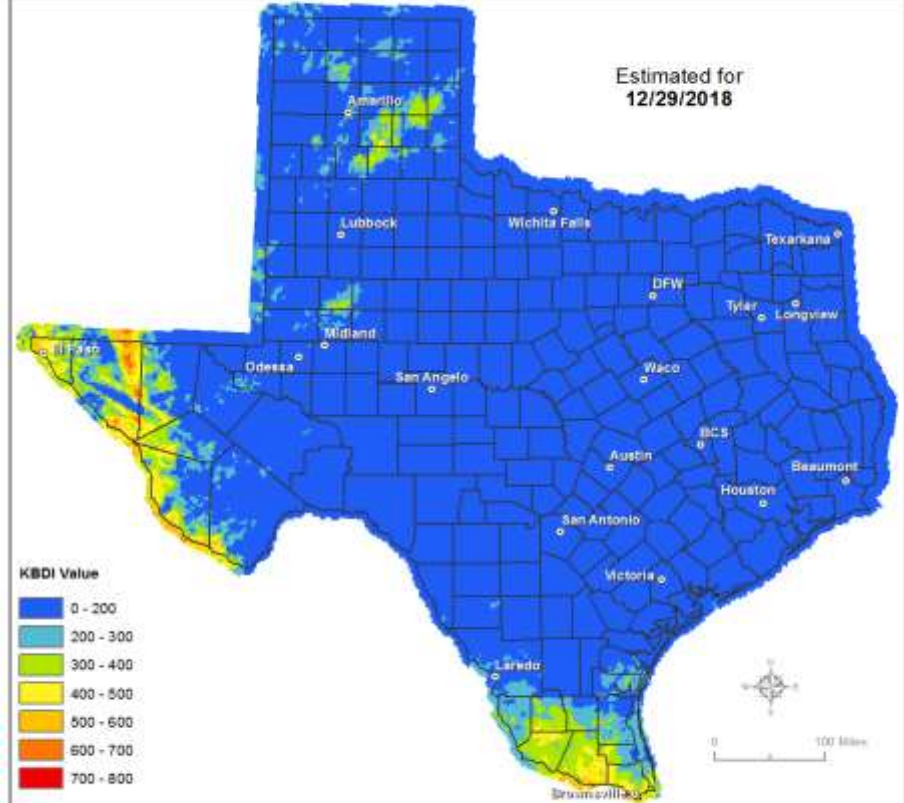 Estimated for
12/29/2018
Amarillo
Lubbock
Wichita Falls
Texarkana
DFW
Tyler
Longview
Midland
El Paso
Odessa
San Angelo
Waco
BCS
Austin
Beaumont
Houston
San Antonio
Victoria
Laredo
Brownsville
KBDI Value
0 - 200
200 - 300
300 - 400
400 - 500
500 - 600
600 - 700
700 - 800
0 100 Miles